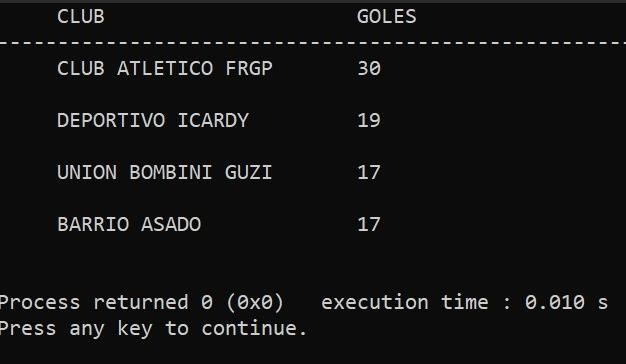 CLUB GOLES
-----------------------------------------------------
CLUB ATLETICO FRGP 30
DEPORTIVO ICARDY 19
UNION BOMBINI GUZI 17
BARRIO ASADO 17
Process returned 0 (0x0)   execution time : 0.010 s
Press any key to continue.